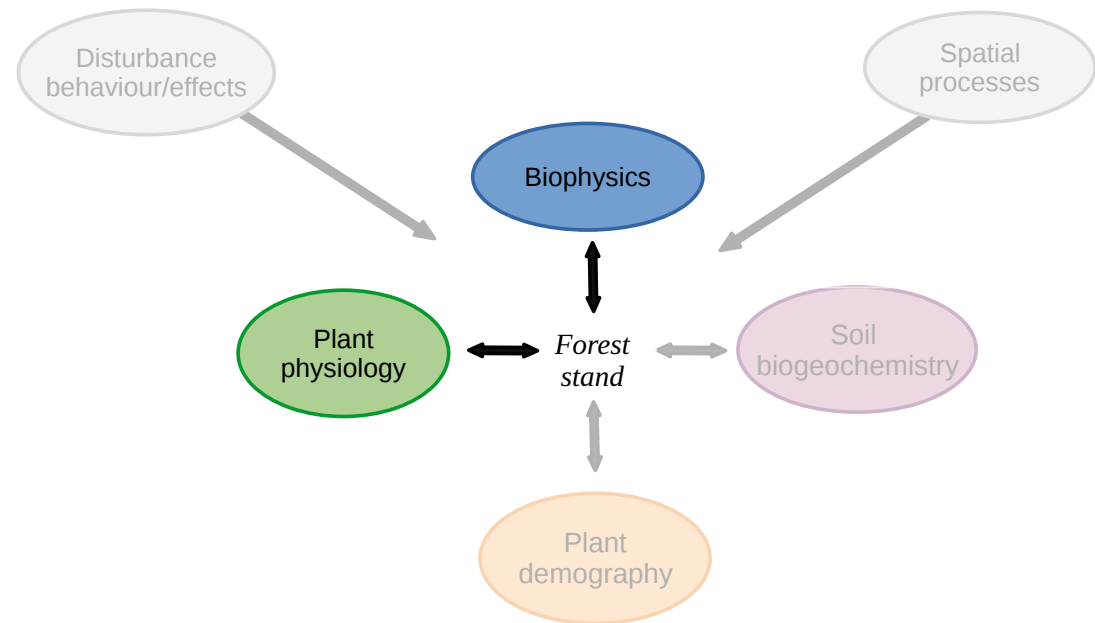 Disturbance
behaviour/effects
Spatial
processes
Biophysics
Plant
physiology
Forest
stand
Soil
biogeochemistry
Plant
demography